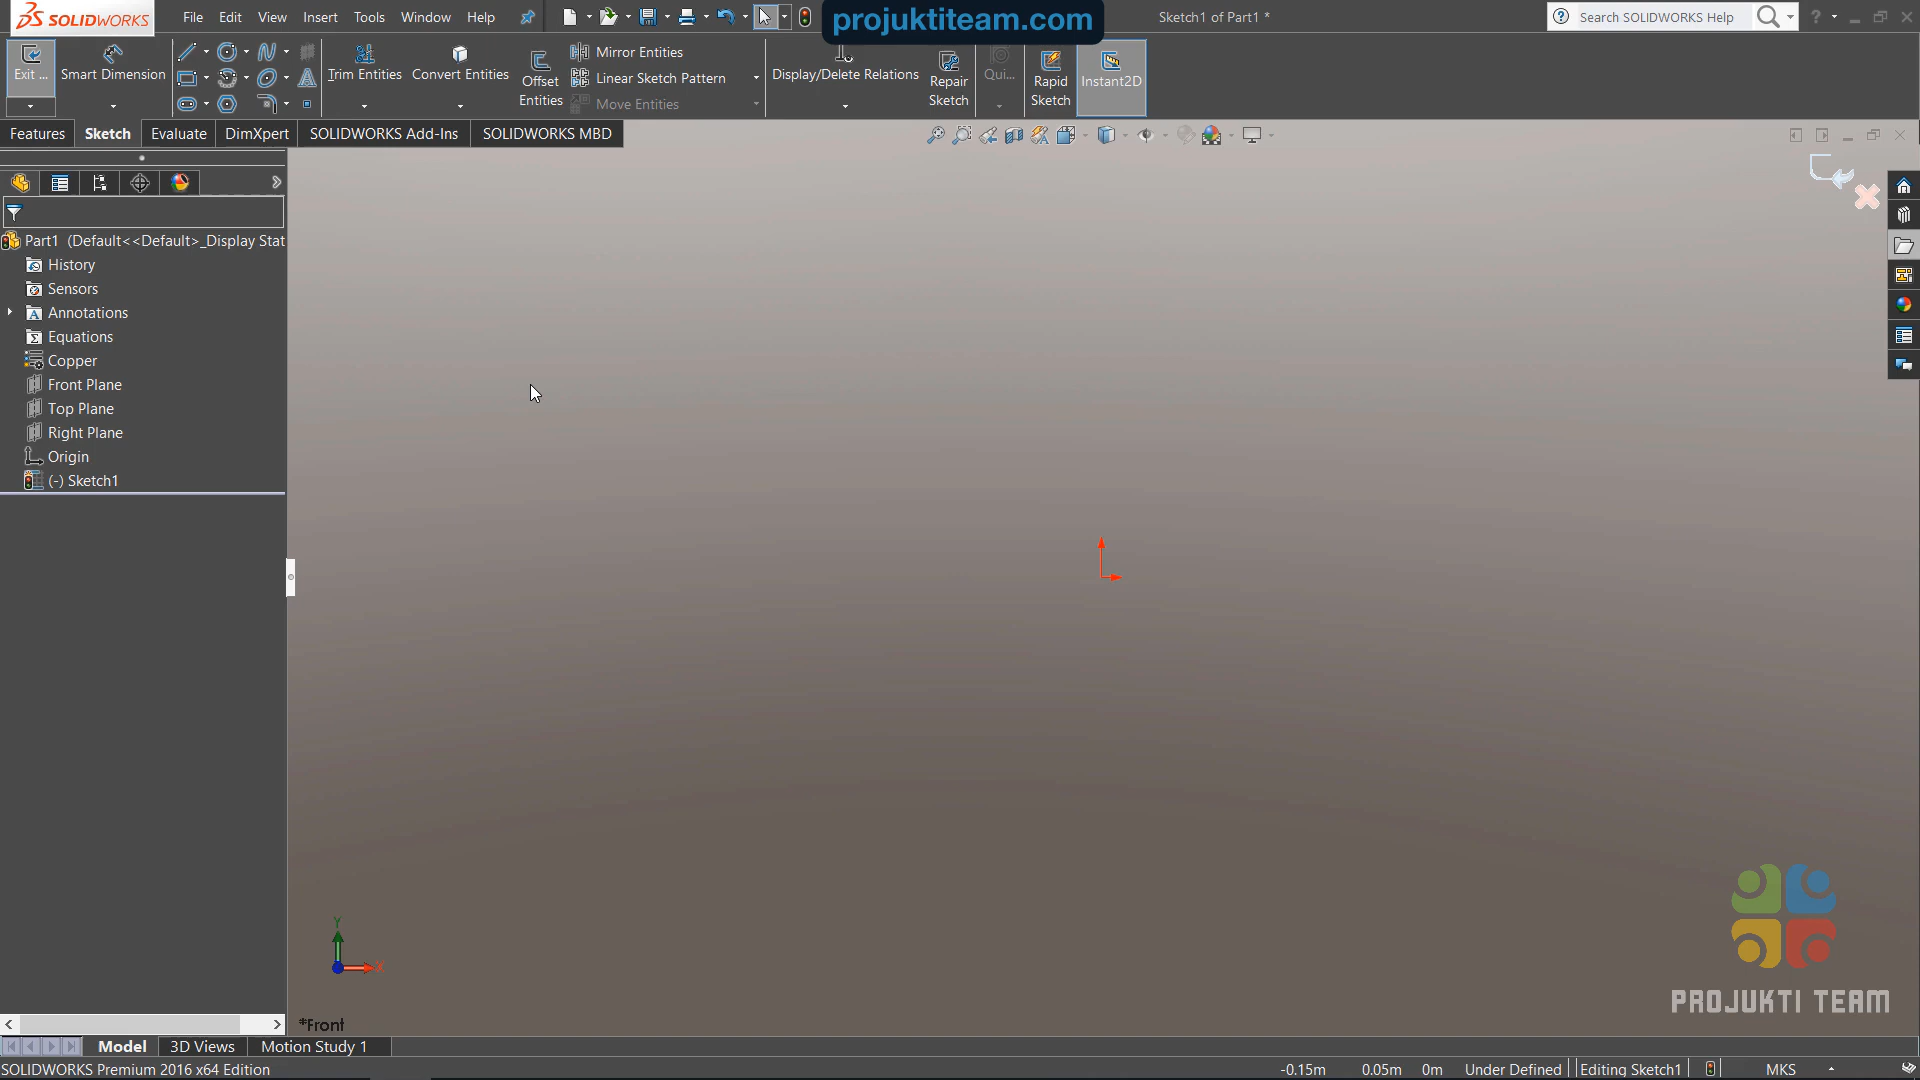 SOLIDWORKS
File Edit View Insert Tools Window Help
projuktiteam.com
Sketch1 of Part1 *
Search SOLIDWORKS Help
Exit ...
Smart Dimension
Trim Entities
Convert Entities
Offset
Entities
Mirror Entities
Linear Sketch Pattern
Move Entities
Display/Delete Relations
Repair
Sketch
Qui...
Rapid
Sketch
Instant2D
Features Sketch Evaluate DimXpert SOLIDWORKS Add-Ins SOLIDWORKS MBD
Part1 (Default<<Default>_Display Stat
History
Sensors
Annotations
Equations
Copper
Front Plane
Top Plane
Right Plane
Origin
(-) Sketch1
Y
X
*Front
PROJUKTI TEAM
Model 3D Views Motion Study 1
SOLIDWORKS Premium 2016 x64 Edition
-0.15m 0.05m 0m Under Defined Editing Sketch1 MKS